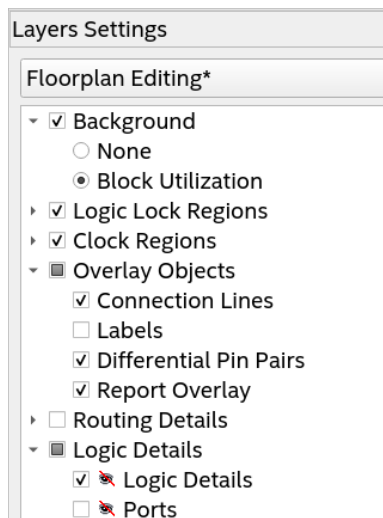 Layers Settings
Floorplan Editing*
Background
None
Block Utilization
Logic Lock Regions
Clock Regions
Overlay Objects
Connection Lines
Labels
Differential Pin Pairs
Report Overlay
Routing Details
Logic Details
Logic Details
Ports